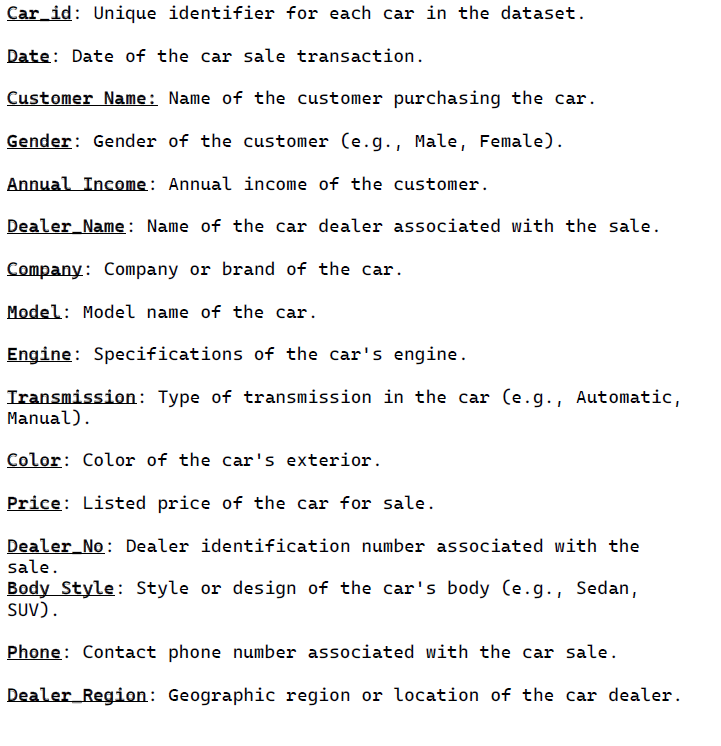 Car_id: Unique identifier for each car in the dataset.
Date: Date of the car sale transaction.
Customer Name: Name of the customer purchasing the car.
Gender: Gender of the customer (e.g., Male, Female).
Annual Income: Annual income of the customer.
Dealer_Name: Name of the car dealer associated with the sale.
Company: Company or brand of the car.
Model: Model name of the car.
Engine: Specifications of the car's engine.
Transmission: Type of transmission in the car (e.g., Automatic,
Manual).
Color: Color of the car's exterior.
Price: Listed price of the car for sale.
Dealer_No: Dealer identification number associated with the
sale.
Body Style: Style or design of the car's body (e.g., Sedan,
SUV).
Phone: Contact phone number associated with the car sale.
Dealer_Region: Geographic region or location of the car dealer.